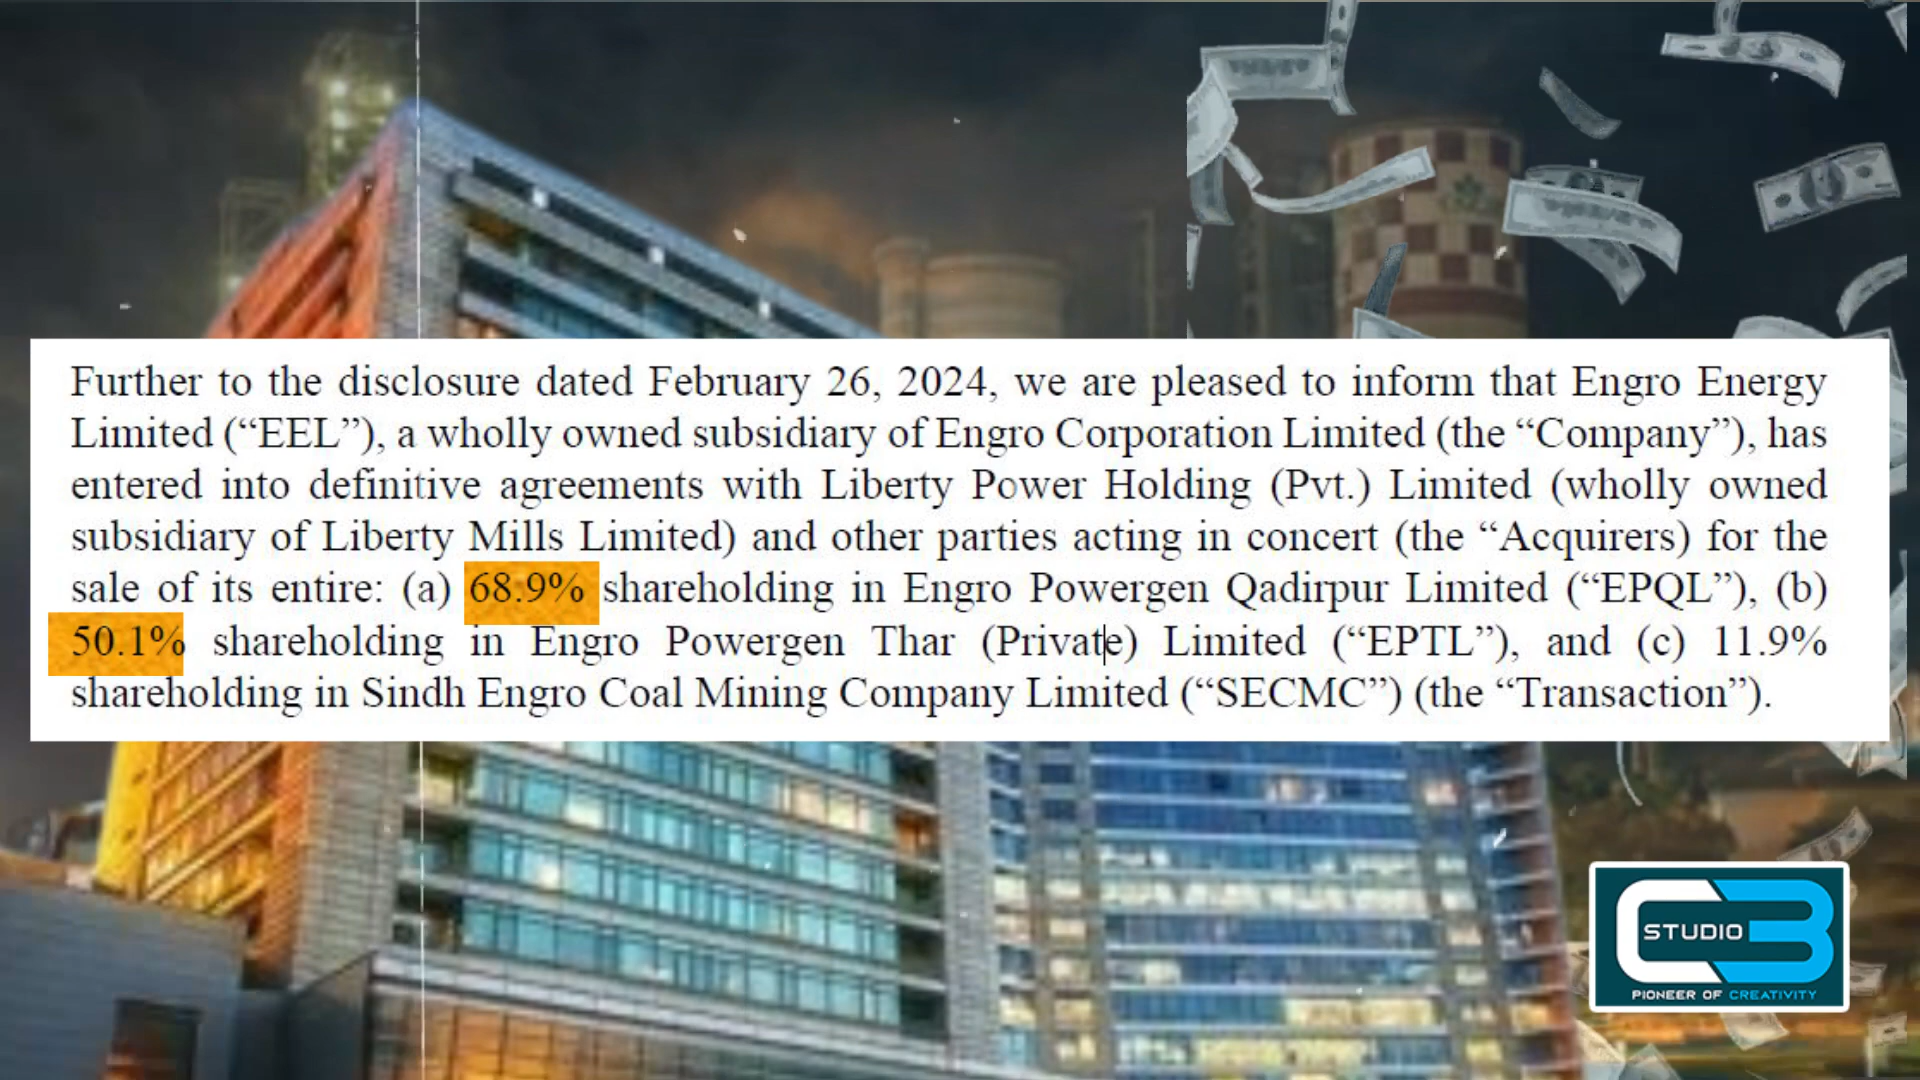 Further to the disclosure dated February 26, 2024, we are pleased to inform that Engro Energy
Limited (“EEL”), a wholly owned subsidiary of Engro Corporation Limited (the “Company”), has
entered into definitive agreements with Liberty Power Holding (Pvt.) Limited (wholly owned
subsidiary of Liberty Mills Limited) and other parties acting in concert (the “Acquirers) for the
sale of its entire: (a) 68.9% shareholding in Engro Powergen Qadirpur Limited (“EPQL”), (b)
50.1% shareholding in Engro Powergen Thar (Private) Limited (“EPTL”), and (c) 11.9%
shareholding in Sindh Engro Coal Mining Company Limited (“SECMC”) (the “Transaction”).
C3
STUDIO
PIONEER OF CREATIVITY